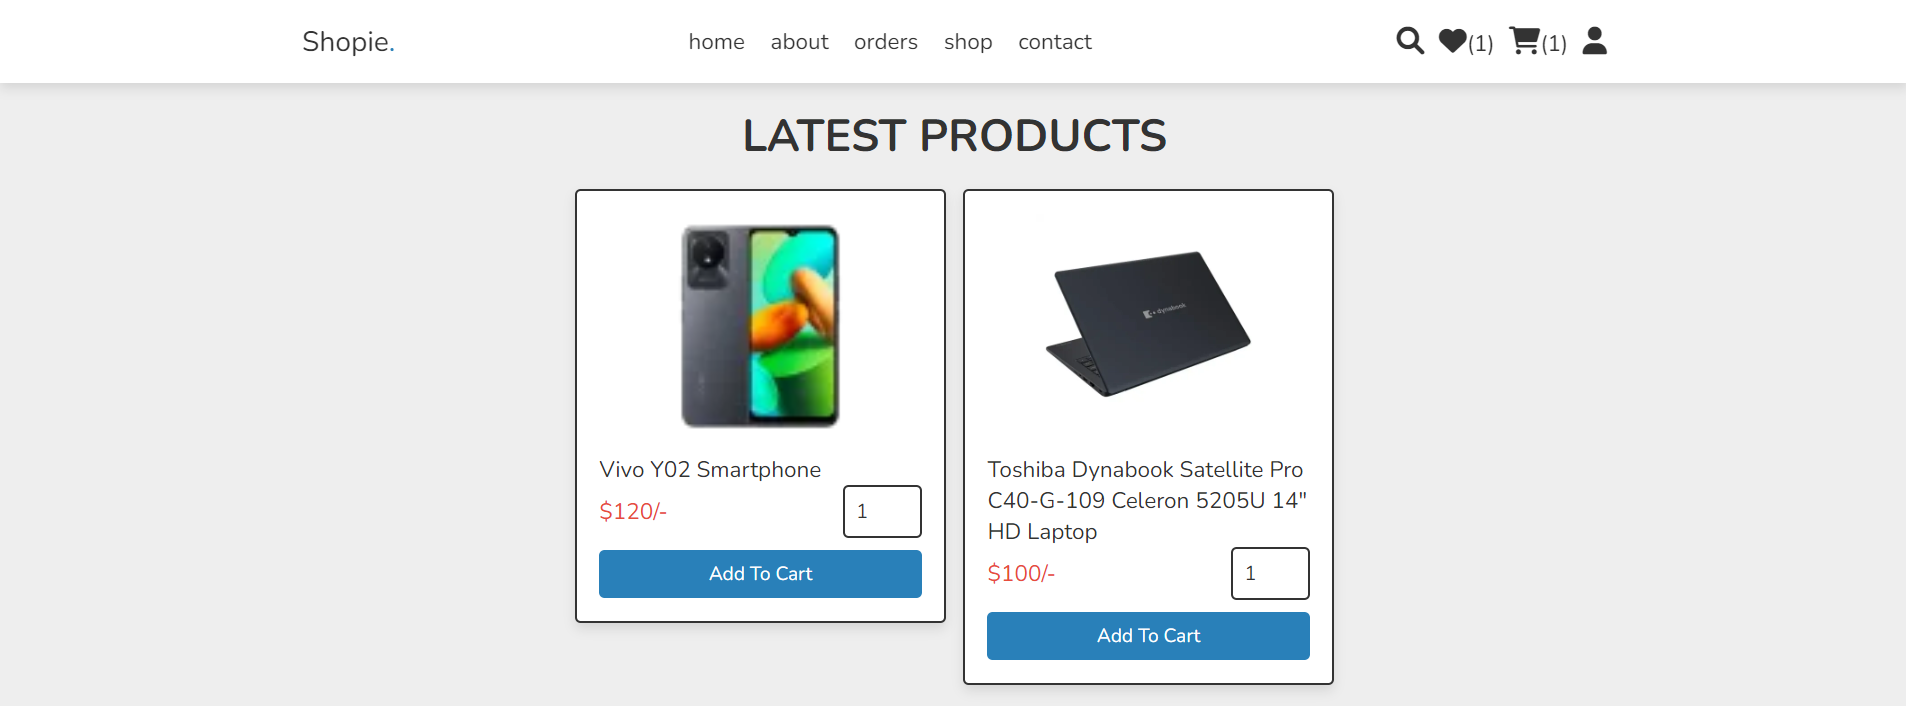 Shopie.
home about orders shop contact
(1) (1)
LATEST PRODUCTS
dynabook
Vivo Y02 Smartphone
$120/-
1
Add To Cart
Toshiba Dynabook Satellite Pro
C40-G-109 Celeron 5205U 14"
HD Laptop
$100/-
1
Add To Cart